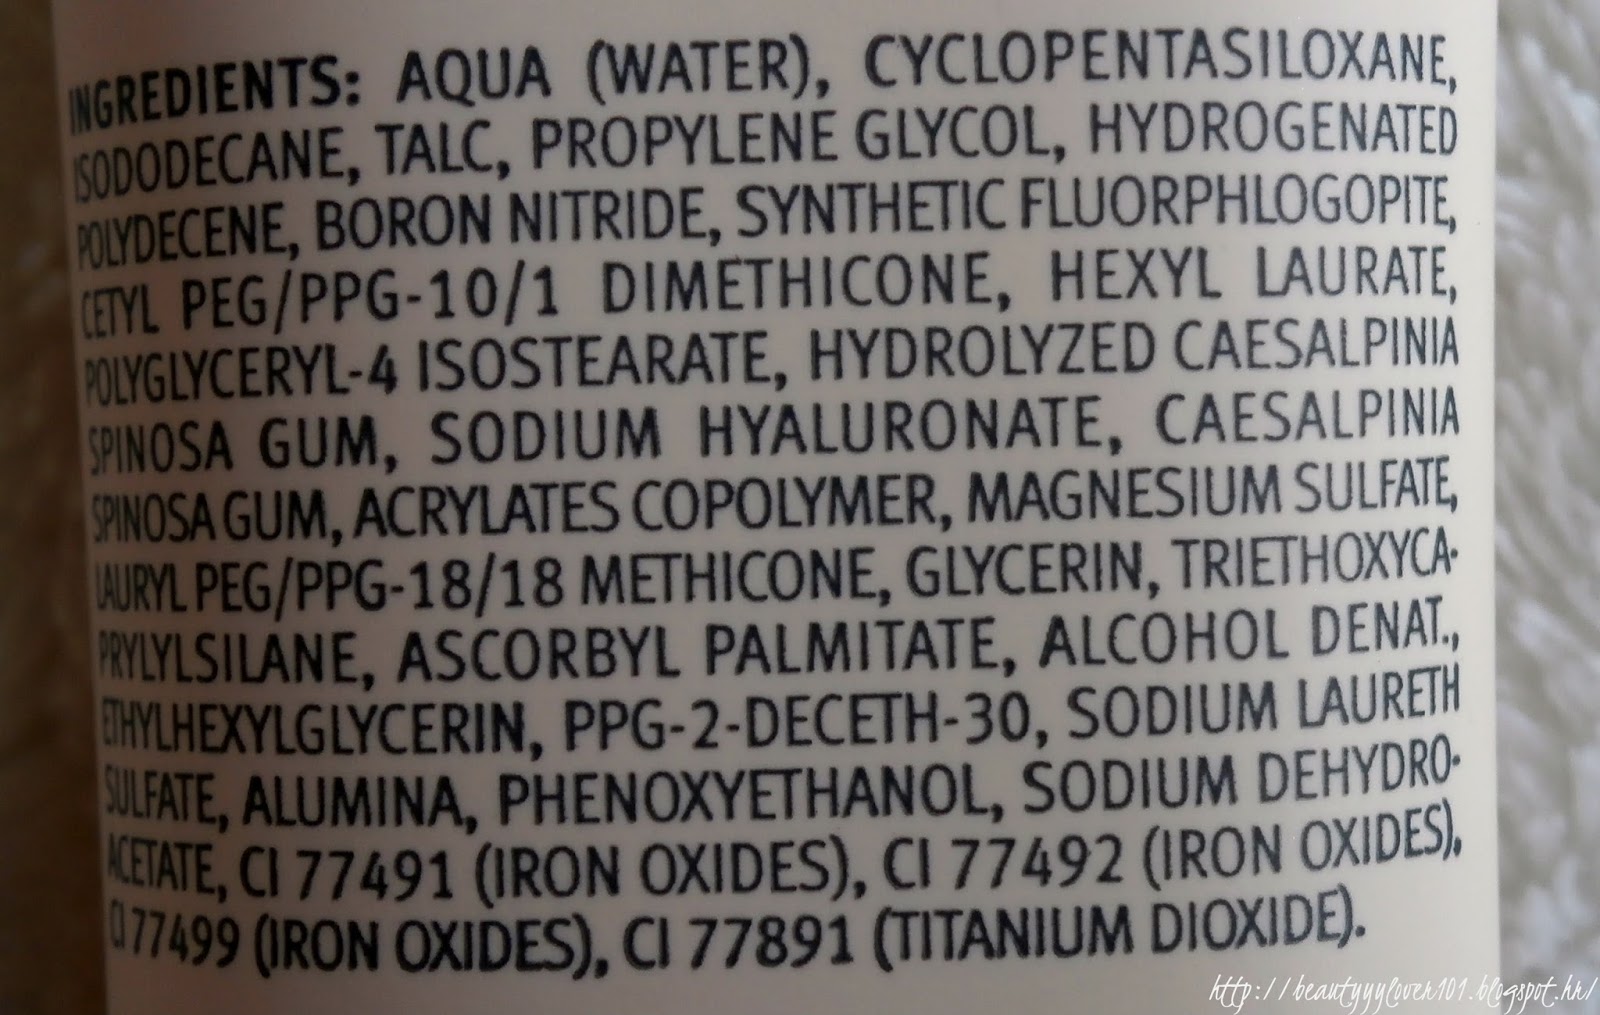 INGREDIENTS: AQUA (WATER), CYCLOPENTASILOXANE,
ISODODECANE, TALC, PROPYLENE GLYCOL, HYDROGENATED
POLYDECENE, BORON NITRIDE, SYNTHETIC FLUORPHLOGOPITE,
CETYL PEG/PPG-10/1 DIMETHICONE, HEXYL LAURATE,
POLYGLYCERYL-4 ISOSTEARATE, HYDROLYZED CAESALPINIA
SPINOSA GUM, SODIUM HYALURONATE, CAESALPINIA
SPINOSA GUM, ACRYLATES COPOLYMER, MAGNESIUM SULFATE,
LAURYL PEG/PPG-18/18 METHICONE, GLYCERIN, TRIETHOXYCA-
PRYLYLSILANE, ASCORBYL PALMITATE, ALCOHOL DENAT.,
ETHYLHEXYLGLYCERIN, PPG-2-DECETH-30, SODIUM LAURETH
SULFATE, ALUMINA, PHENOXYETHANOL, SODIUM DEHYDRO-
ACETATE, CI 77491 (IRON OXIDES), CI 77492 (IRON OXIDES),
CI 77499 (IRON OXIDES), CI 77891 (TITANIUM DIOXIDE).
http://beautyyylover101.blogspot.hr/